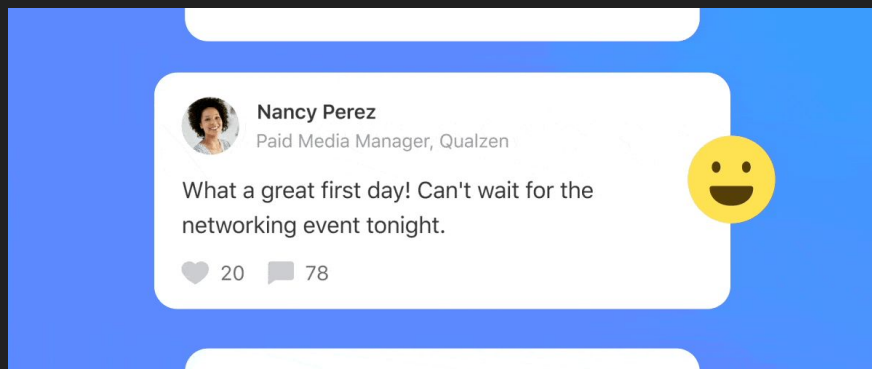 Nancy Perez
Paid Media Manager, Qualzen
What a great first day! Can't wait for the
networking event tonight.
20 78